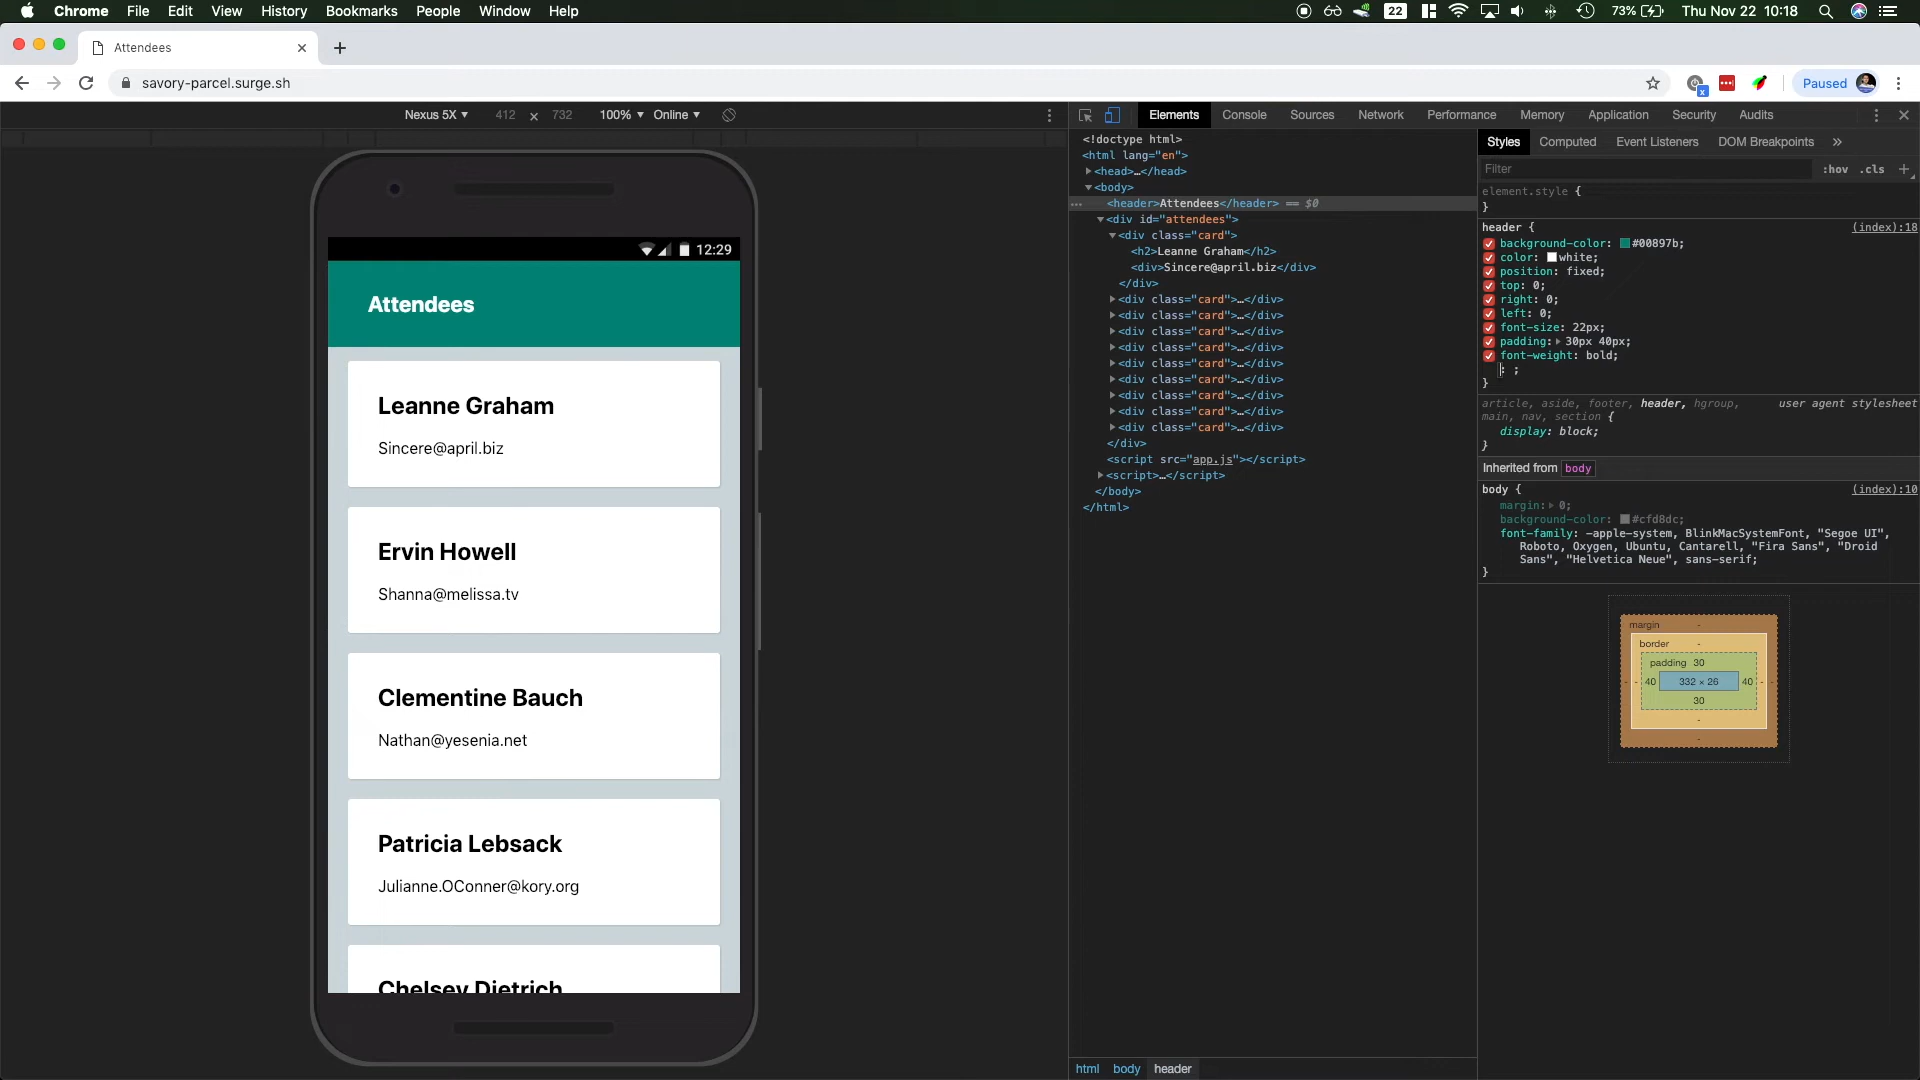 Chrome File Edit View History Bookmarks People Window Help
22 73% Thu Nov 22 10:18
Attendees
savory-parcel.surge.sh
Paused
Nexus 5X ▾ 412 × 732 100% ▾ Online ▾
Elements Console Sources Network Performance Memory Application Security Audits
12:29
Attendees
Leanne Graham
Sincere@april.biz
Ervin Howell
Shanna@melissa.tv
Clementine Bauch
Nathan@yesenia.net
Patricia Lebsack
Julianne.OConner@kory.org
Chelsey Dietrich
<!doctype html>
<html lang="en">
▶<head>…</head>
▼<body>
<header>Attendees</header> == $0
▼<div id="attendees">
▼<div class="card">
<h2>Leanne Graham</h2>
<div>Sincere@april.biz</div>
</div>
▶<div class="card">…</div>
▶<div class="card">…</div>
▶<div class="card">…</div>
▶<div class="card">…</div>
▶<div class="card">…</div>
▶<div class="card">…</div>
▶<div class="card">…</div>
▶<div class="card">…</div>
▶<div class="card">…</div>
</div>
<script src="app.js"></script>
▶<script>…</script>
</body>
</html>
html body header
Styles Computed Event Listeners DOM Breakpoints »
Filter :hov .cls +
element.style {
}
header { (index):18
background-color: #00897b;
color: white;
position: fixed;
top: 0;
right: 0;
left: 0;
font-size: 22px;
padding:▶ 30px 40px;
font-weight: bold;
: ;
}
article, aside, footer, header, hgroup, user agent stylesheet
main, nav, section {
display: block;
}
Inherited from body
body { (index):10
margin:▶ 0;
background-color: #cfd8dc;
font-family: -apple-system, BlinkMacSystemFont, "Segoe UI",
Roboto, Oxygen, Ubuntu, Cantarell, "Fira Sans", "Droid
Sans", "Helvetica Neue", sans-serif;
}
margin -
border -
padding 30
- - 40 332 × 26 40 - -
30
-
-